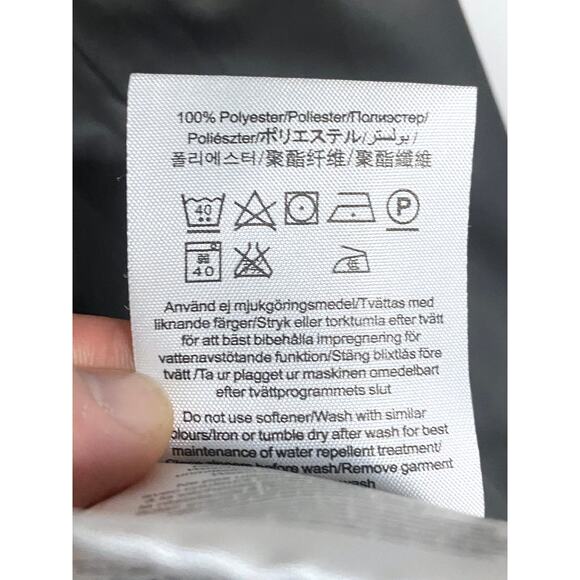 100% Polyester/Poliester/Полиэстер/
Poliészter/ポリエステル/بولستر/
폴리에스터/聚酯纤维/聚酯纖維
40
P
40
低
Använd ej mjukgöringsmedel/Tvättas med
liknande färger/Stryk eller torktumla efter tvätt
för att bäst bibehålla impregnering för
vattenavstötande funktion/Stäng blixtlås före
tvätt /Ta ur plagget ur maskinen omedelbart
efter tvättprogrammets slut
Do not use softener/Wash with similar
olours/Iron or tumble dry after wash for best
maintenance of water repellent treatment/
before wash/Remove garment
wash